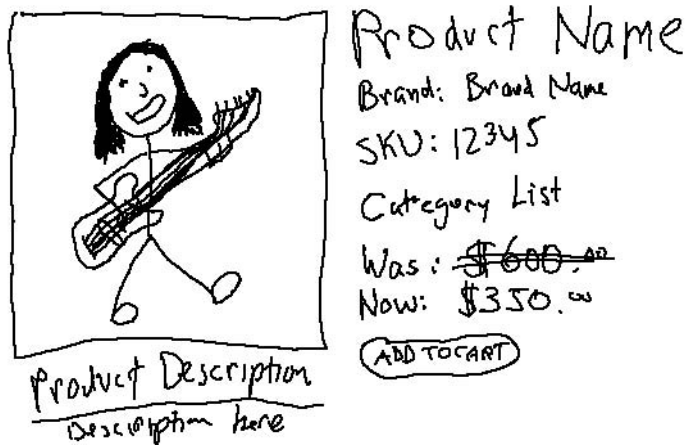 Product Name
Brand: Brand Name
SKU: 12345
Category List
Was: $600.00
Now: $350.00
ADD TO CART
Product Description
Description here